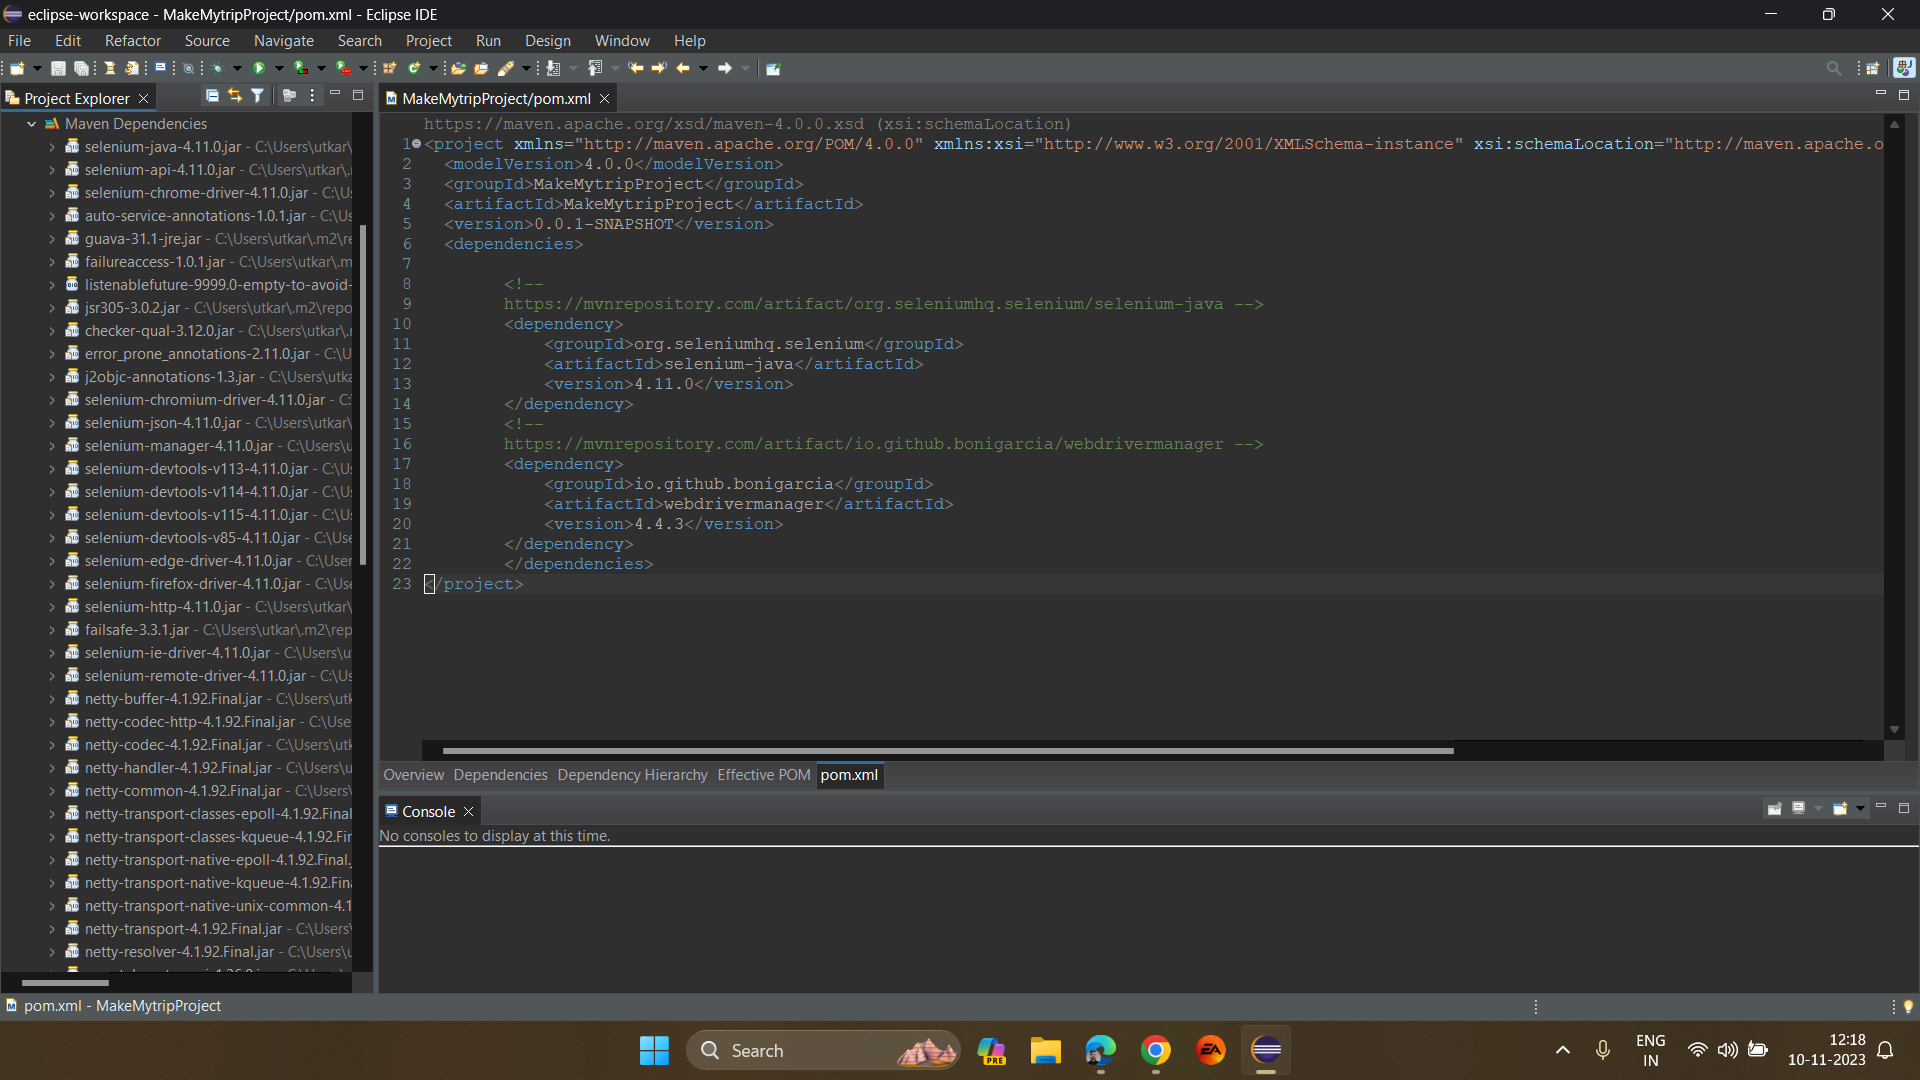 eclipse-workspace - MakeMytripProject/pom.xml - Eclipse IDE
File Edit Refactor Source Navigate Search Project Run Design Window Help
Project Explorer
MakeMytripProject/pom.xml
Maven Dependencies
selenium-java-4.11.0.jar - C:\Users\utkar\
selenium-api-4.11.0.jar - C:\Users\utkar\.
selenium-chrome-driver-4.11.0.jar - C:\Us
auto-service-annotations-1.0.1.jar - C:\Us
guava-31.1-jre.jar - C:\Users\utkar\.m2\re
failureaccess-1.0.1.jar - C:\Users\utkar\.m
listenablefuture-9999.0-empty-to-avoid-
jsr305-3.0.2.jar - C:\Users\utkar\.m2\repo
checker-qual-3.12.0.jar - C:\Users\utkar\.
error_prone_annotations-2.11.0.jar - C:\U
j2objc-annotations-1.3.jar - C:\Users\utka
selenium-chromium-driver-4.11.0.jar - C:
selenium-json-4.11.0.jar - C:\Users\utkar\
selenium-manager-4.11.0.jar - C:\Users\u
selenium-devtools-v113-4.11.0.jar - C:\U
selenium-devtools-v114-4.11.0.jar - C:\U
selenium-devtools-v115-4.11.0.jar - C:\U
selenium-devtools-v85-4.11.0.jar - C:\Use
selenium-edge-driver-4.11.0.jar - C:\User
selenium-firefox-driver-4.11.0.jar - C:\Us
selenium-http-4.11.0.jar - C:\Users\utkar\
failsafe-3.3.1.jar - C:\Users\utkar\.m2\rep
selenium-ie-driver-4.11.0.jar - C:\Users\u
selenium-remote-driver-4.11.0.jar - C:\Us
netty-buffer-4.1.92.Final.jar - C:\Users\utk
netty-codec-http-4.1.92.Final.jar - C:\Use
netty-codec-4.1.92.Final.jar - C:\Users\utk
netty-handler-4.1.92.Final.jar - C:\Users\u
netty-common-4.1.92.Final.jar - C:\Users\
netty-transport-classes-epoll-4.1.92.Final
netty-transport-classes-kqueue-4.1.92.Fir
netty-transport-native-epoll-4.1.92.Final.
netty-transport-native-kqueue-4.1.92.Fin
netty-transport-native-unix-common-4.1
netty-transport-4.1.92.Final.jar - C:\Users\
netty-resolver-4.1.92.Final.jar - C:\Users\u
https://maven.apache.org/xsd/maven-4.0.0.xsd (xsi:schemaLocation)
1 <project xmlns="http://maven.apache.org/POM/4.0.0" xmlns:xsi="http://www.w3.org/2001/XMLSchema-instance" xsi:schemaLocation="http://maven.apache.o
2 <modelVersion>4.0.0</modelVersion>
3 <groupId>MakeMytripProject</groupId>
4 <artifactId>MakeMytripProject</artifactId>
5 <version>0.0.1-SNAPSHOT</version>
6 <dependencies>
7
8 <!--
9 https://mvnrepository.com/artifact/org.seleniumhq.selenium/selenium-java -->
10 <dependency>
11 <groupId>org.seleniumhq.selenium</groupId>
12 <artifactId>selenium-java</artifactId>
13 <version>4.11.0</version>
14 </dependency>
15 <!--
16 https://mvnrepository.com/artifact/io.github.bonigarcia/webdrivermanager -->
17 <dependency>
18 <groupId>io.github.bonigarcia</groupId>
19 <artifactId>webdrivermanager</artifactId>
20 <version>4.4.3</version>
21 </dependency>
22 </dependencies>
23 </project>
Overview Dependencies Dependency Hierarchy Effective POM pom.xml
Console
No consoles to display at this time.
pom.xml - MakeMytripProject
Search
PRE
EA
ENG
IN
12:18
10-11-2023